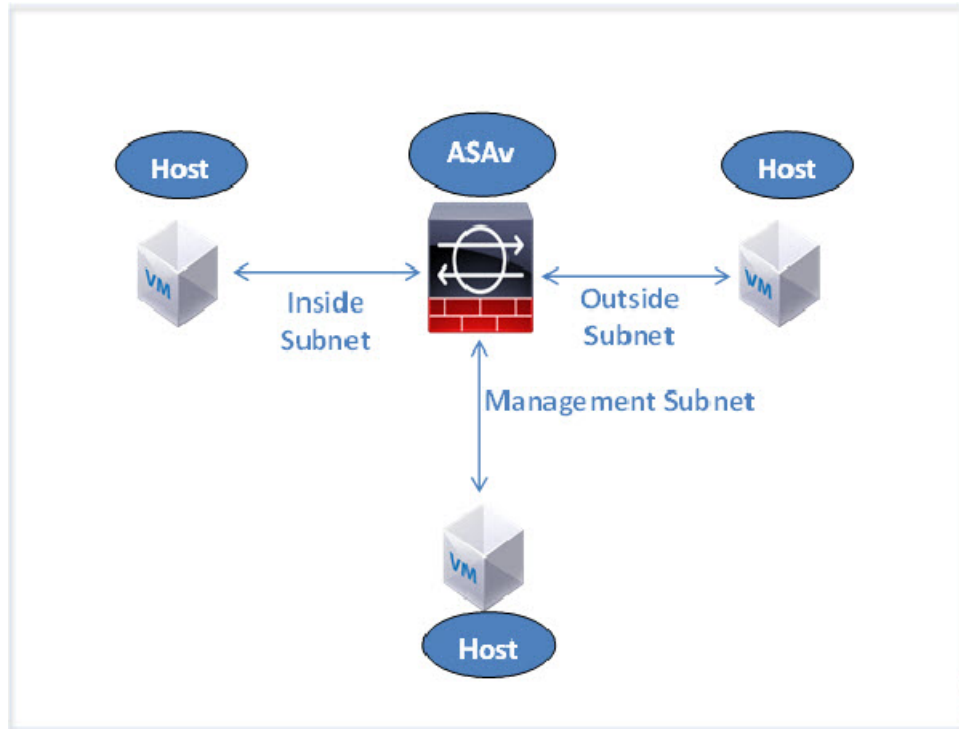 Host
ASAv
Host
VM
VM
Inside
Subnet
Outside
Subnet
Management Subnet
VM
Host